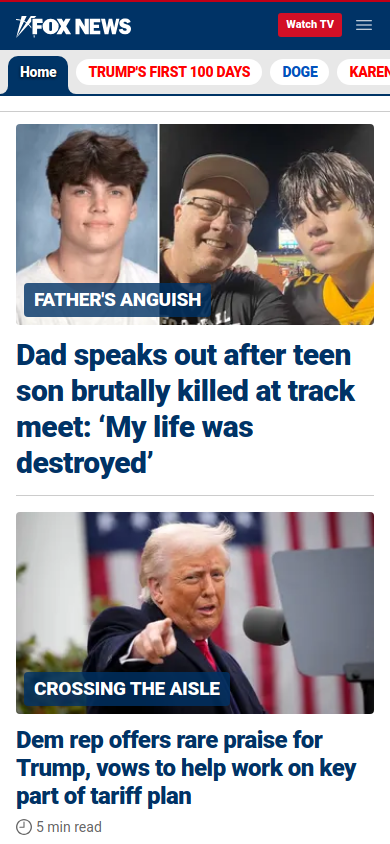 FOX NEWS
Watch TV
Home
TRUMP'S FIRST 100 DAYS
DOGE
KAREN
FATHER'S ANGUISH
Dad speaks out after teen
son brutally killed at track
meet: ‘My life was
destroyed’
CROSSING THE AISLE
Dem rep offers rare praise for
Trump, vows to help work on key
part of tariff plan
5 min read